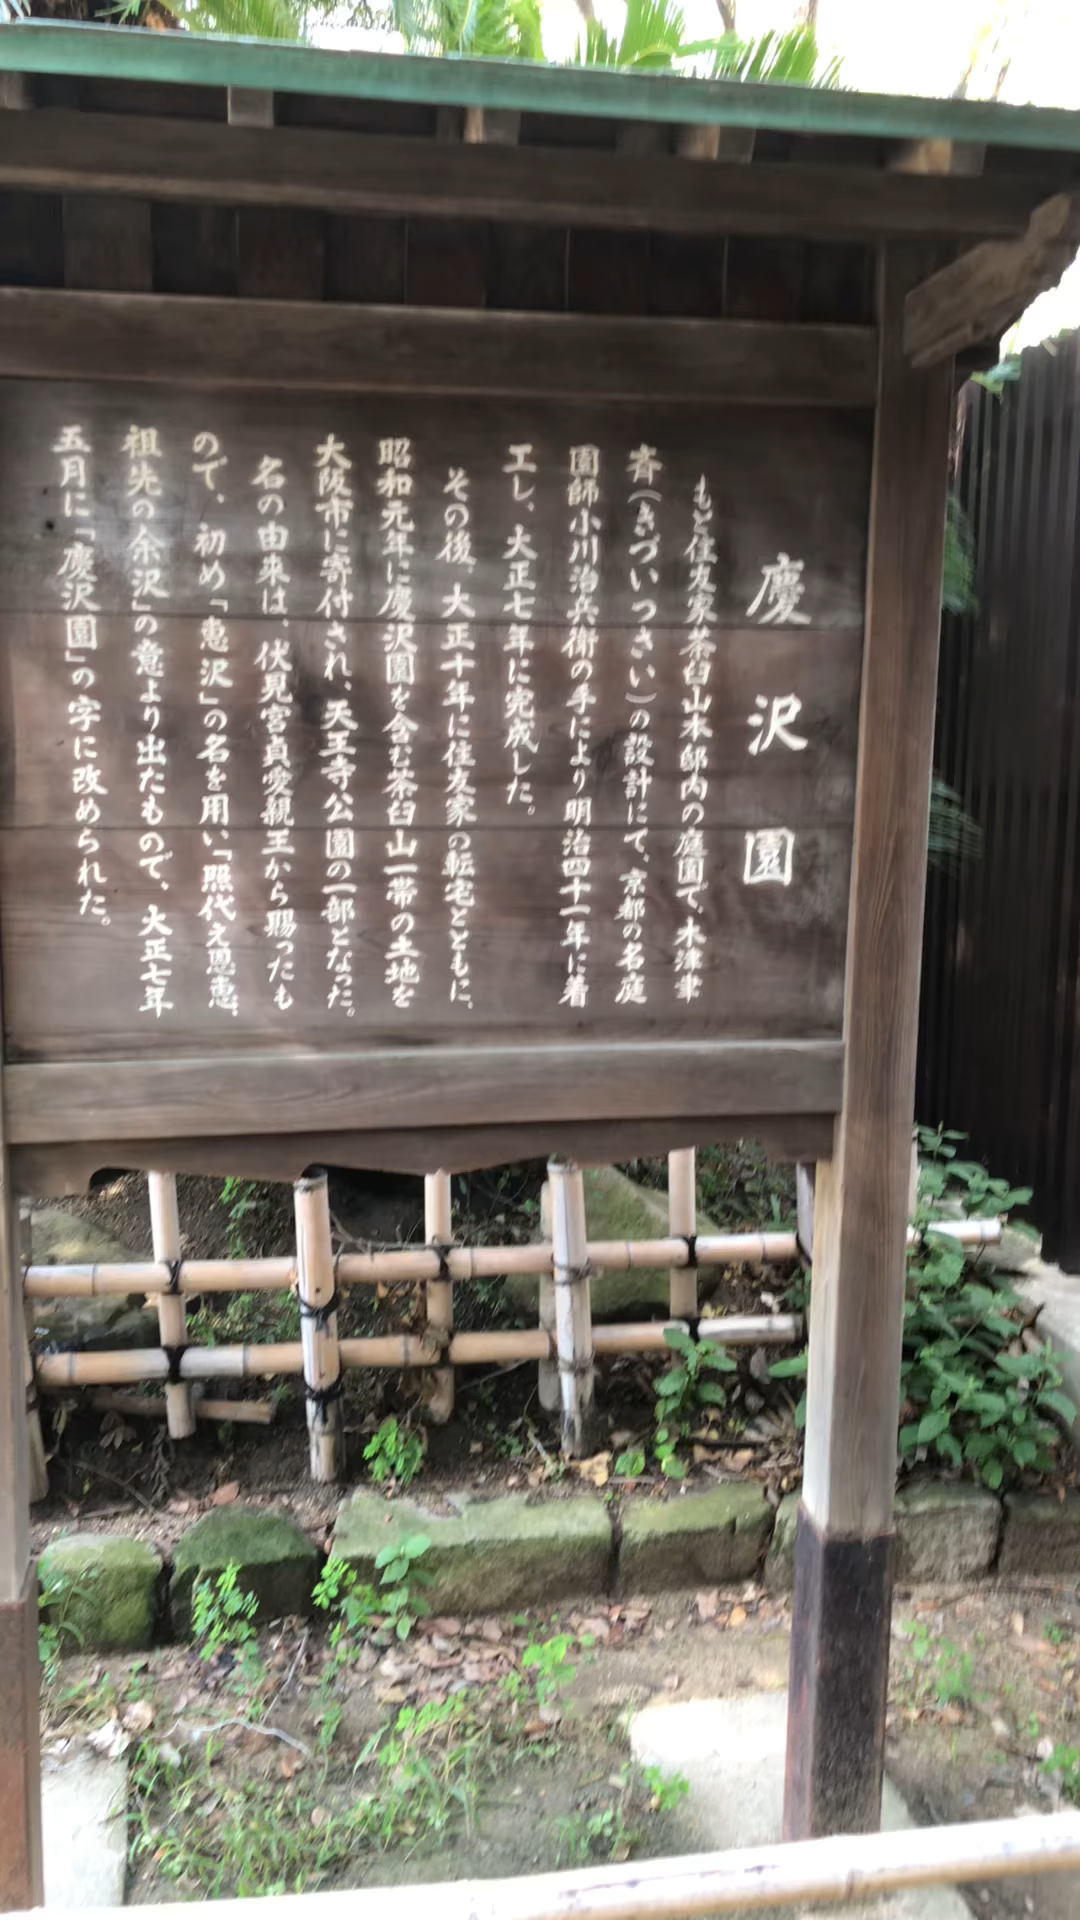 慶沢園
もと住友家茶臼山本邸内の庭園で、木津聿
斉(きづいつさい)の設計にて、京都の名庭
園師小川治兵衛の手により明治四十一年に着
工し、大正七年に完成した。
その後、大正十年に住友家の転宅とともに、
昭和元年に慶沢園を含む茶臼山一帯の土地を
大阪市に寄付され、天王寺公園の一部となった。
名の由来は、伏見宮貞愛親王から賜ったも
ので、初め「恵沢」の名を用い、「照代え恩恵、
祖先の余沢」の意より出たもので、大正七年
五月に「慶沢園」の字に改められた。